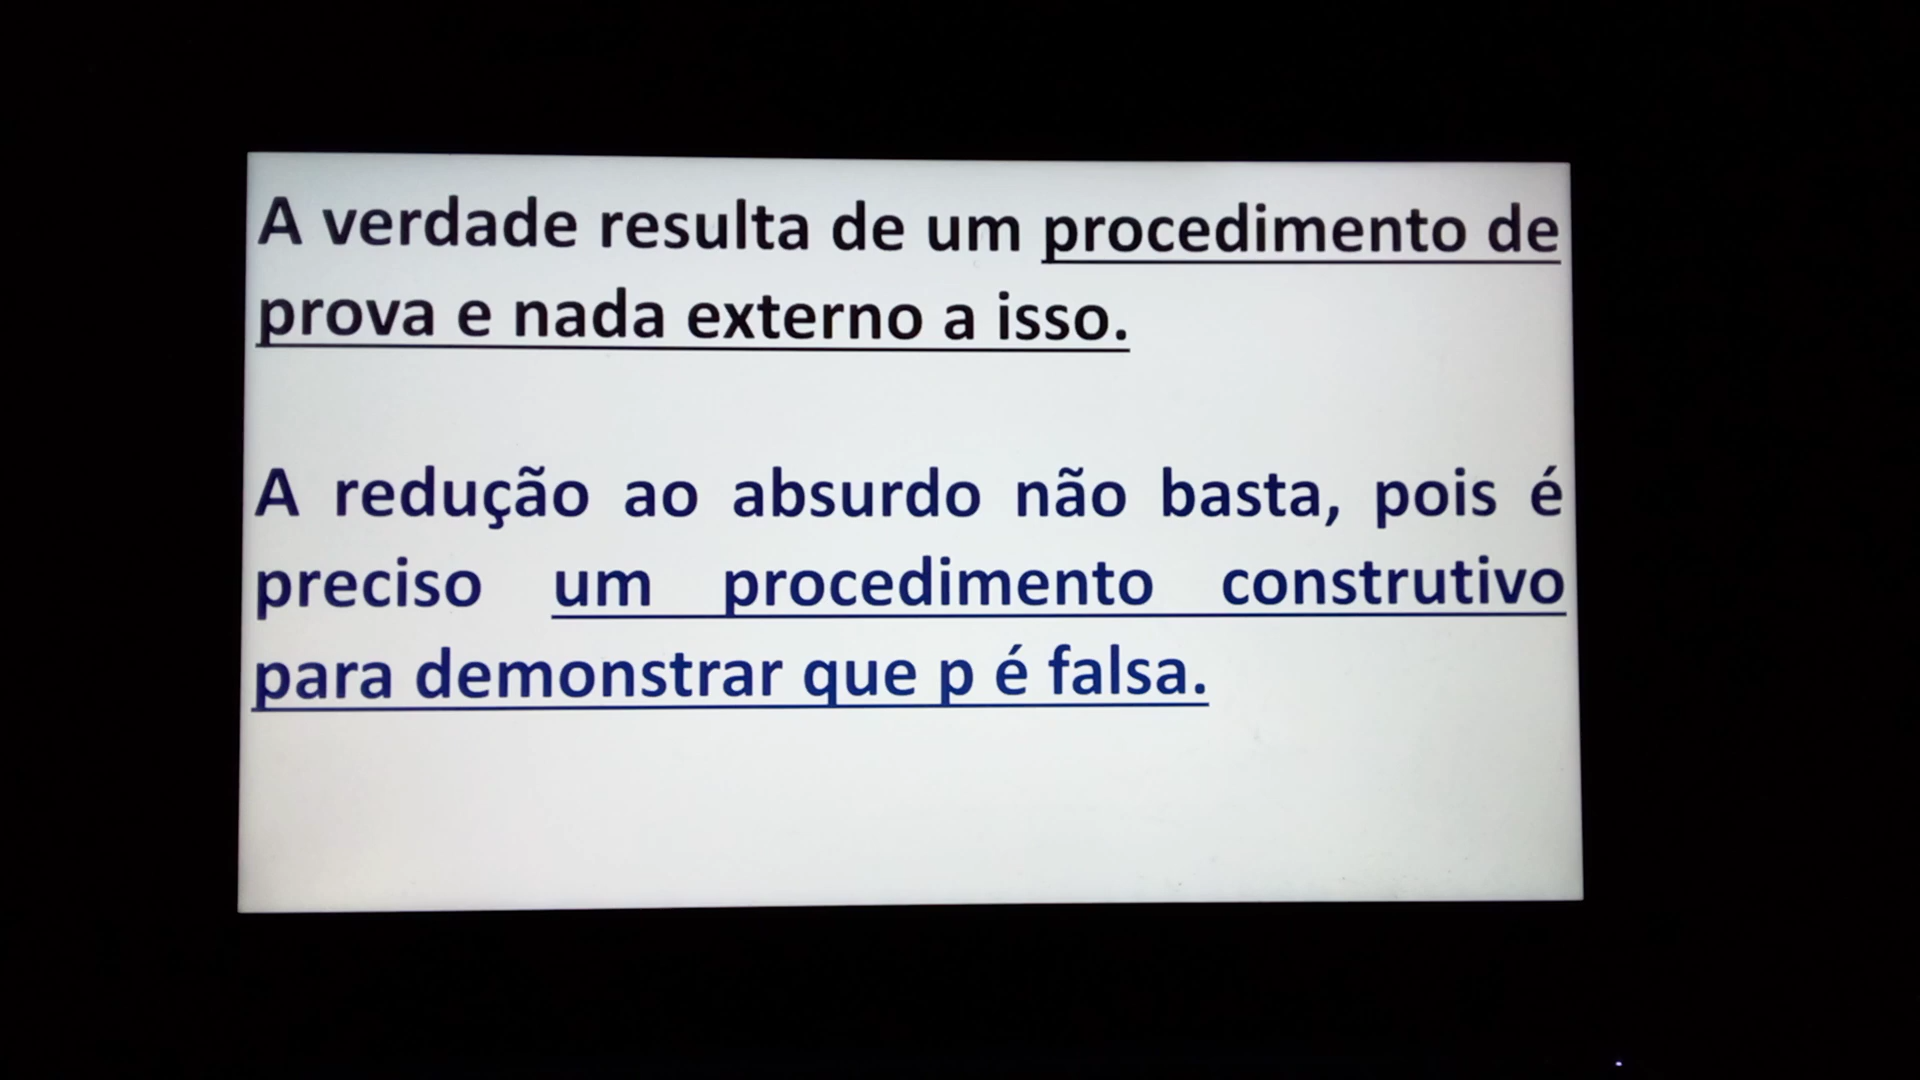 A verdade resulta de um procedimento de
prova e nada externo a isso.
A redução ao absurdo não basta, pois é
preciso um procedimento construtivo
para demonstrar que p é falsa.